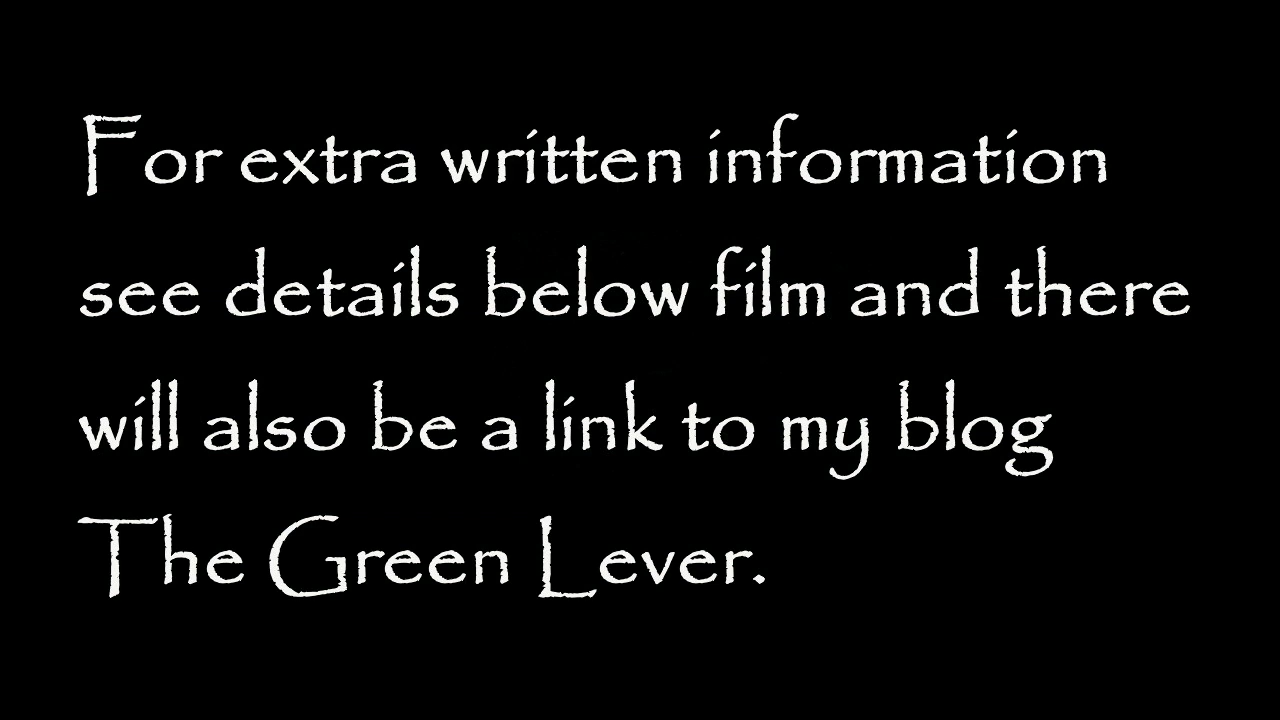 For extra written information
see details below film and there
will also be a link to my blog
The Green Lever.